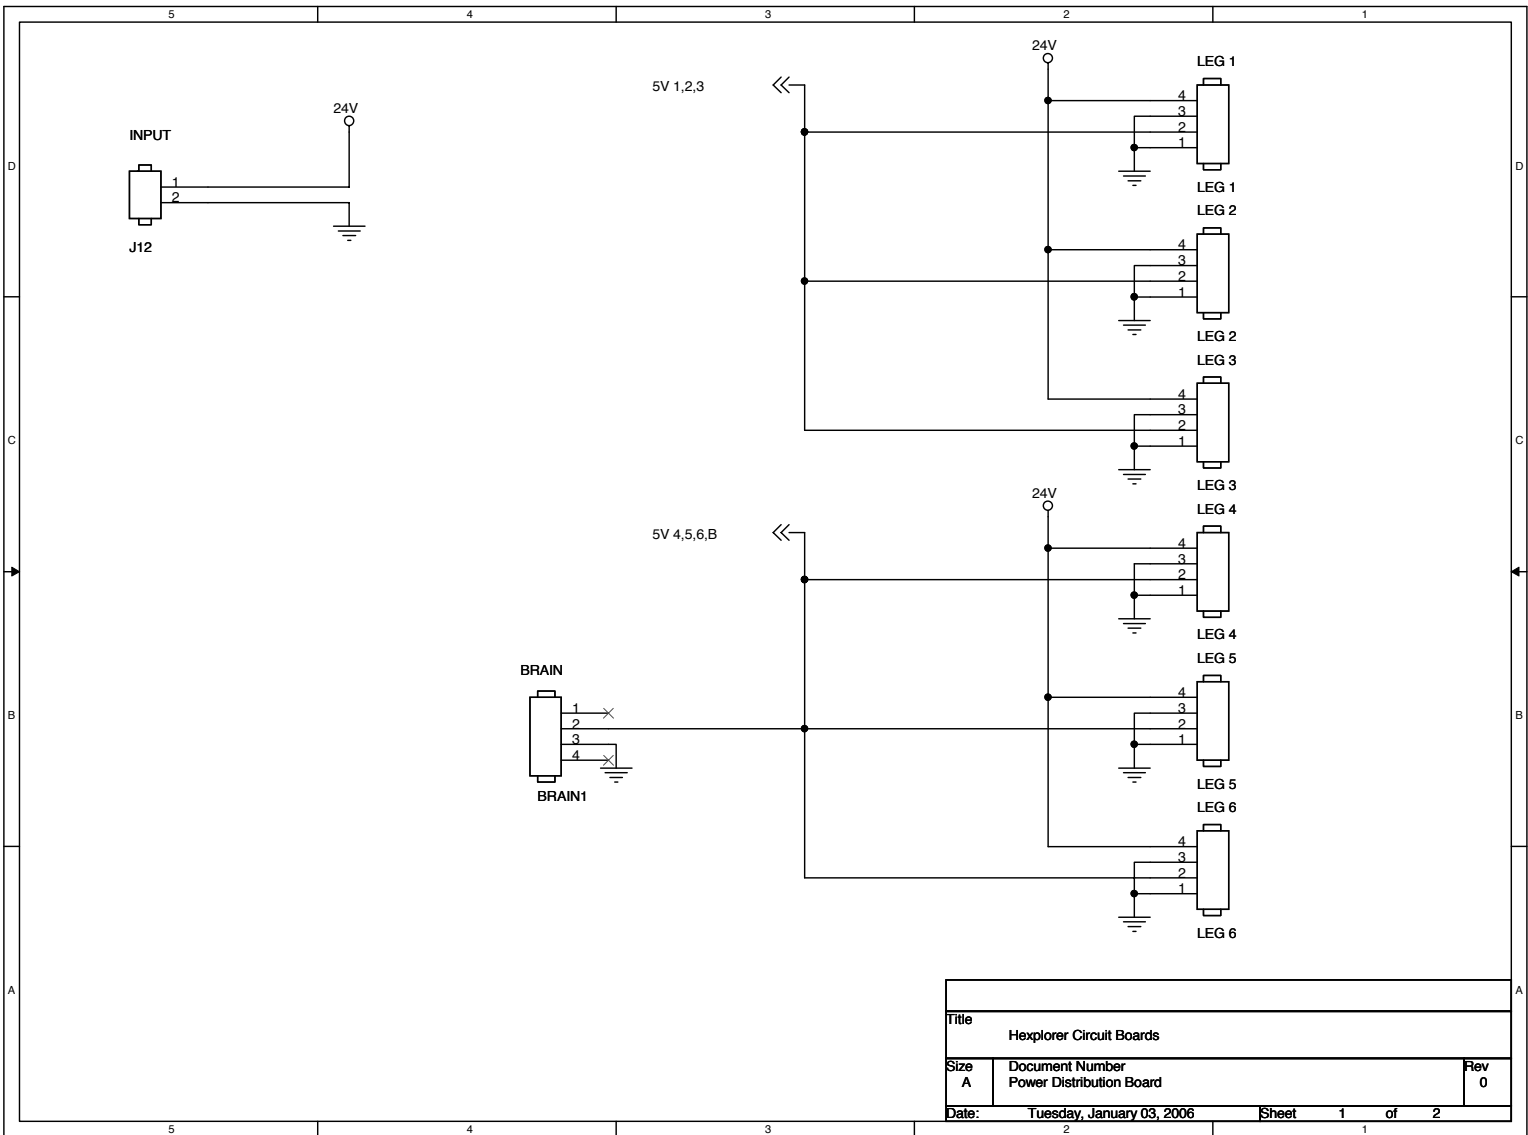 5 4 3 2 1
D
D
C
C
B
B
A
A
INPUT
24V
1
2
J12
5V 1,2,3
24V
LEG 1
4
3
2
1
LEG 1
LEG 2
4
3
2
1
LEG 2
LEG 3
4
3
2
1
LEG 3
5V 4,5,6,B
24V
LEG 4
4
3
2
1
LEG 4
BRAIN
1
2
3
4
BRAIN1
LEG 5
4
3
2
1
LEG 5
LEG 6
4
3
2
1
LEG 6
Title
Hexplorer Circuit Boards
Size Document Number Rev
A Power Distribution Board 0
Date: Tuesday, January 03, 2006 Sheet 1 of 2
5 4 3 2 1